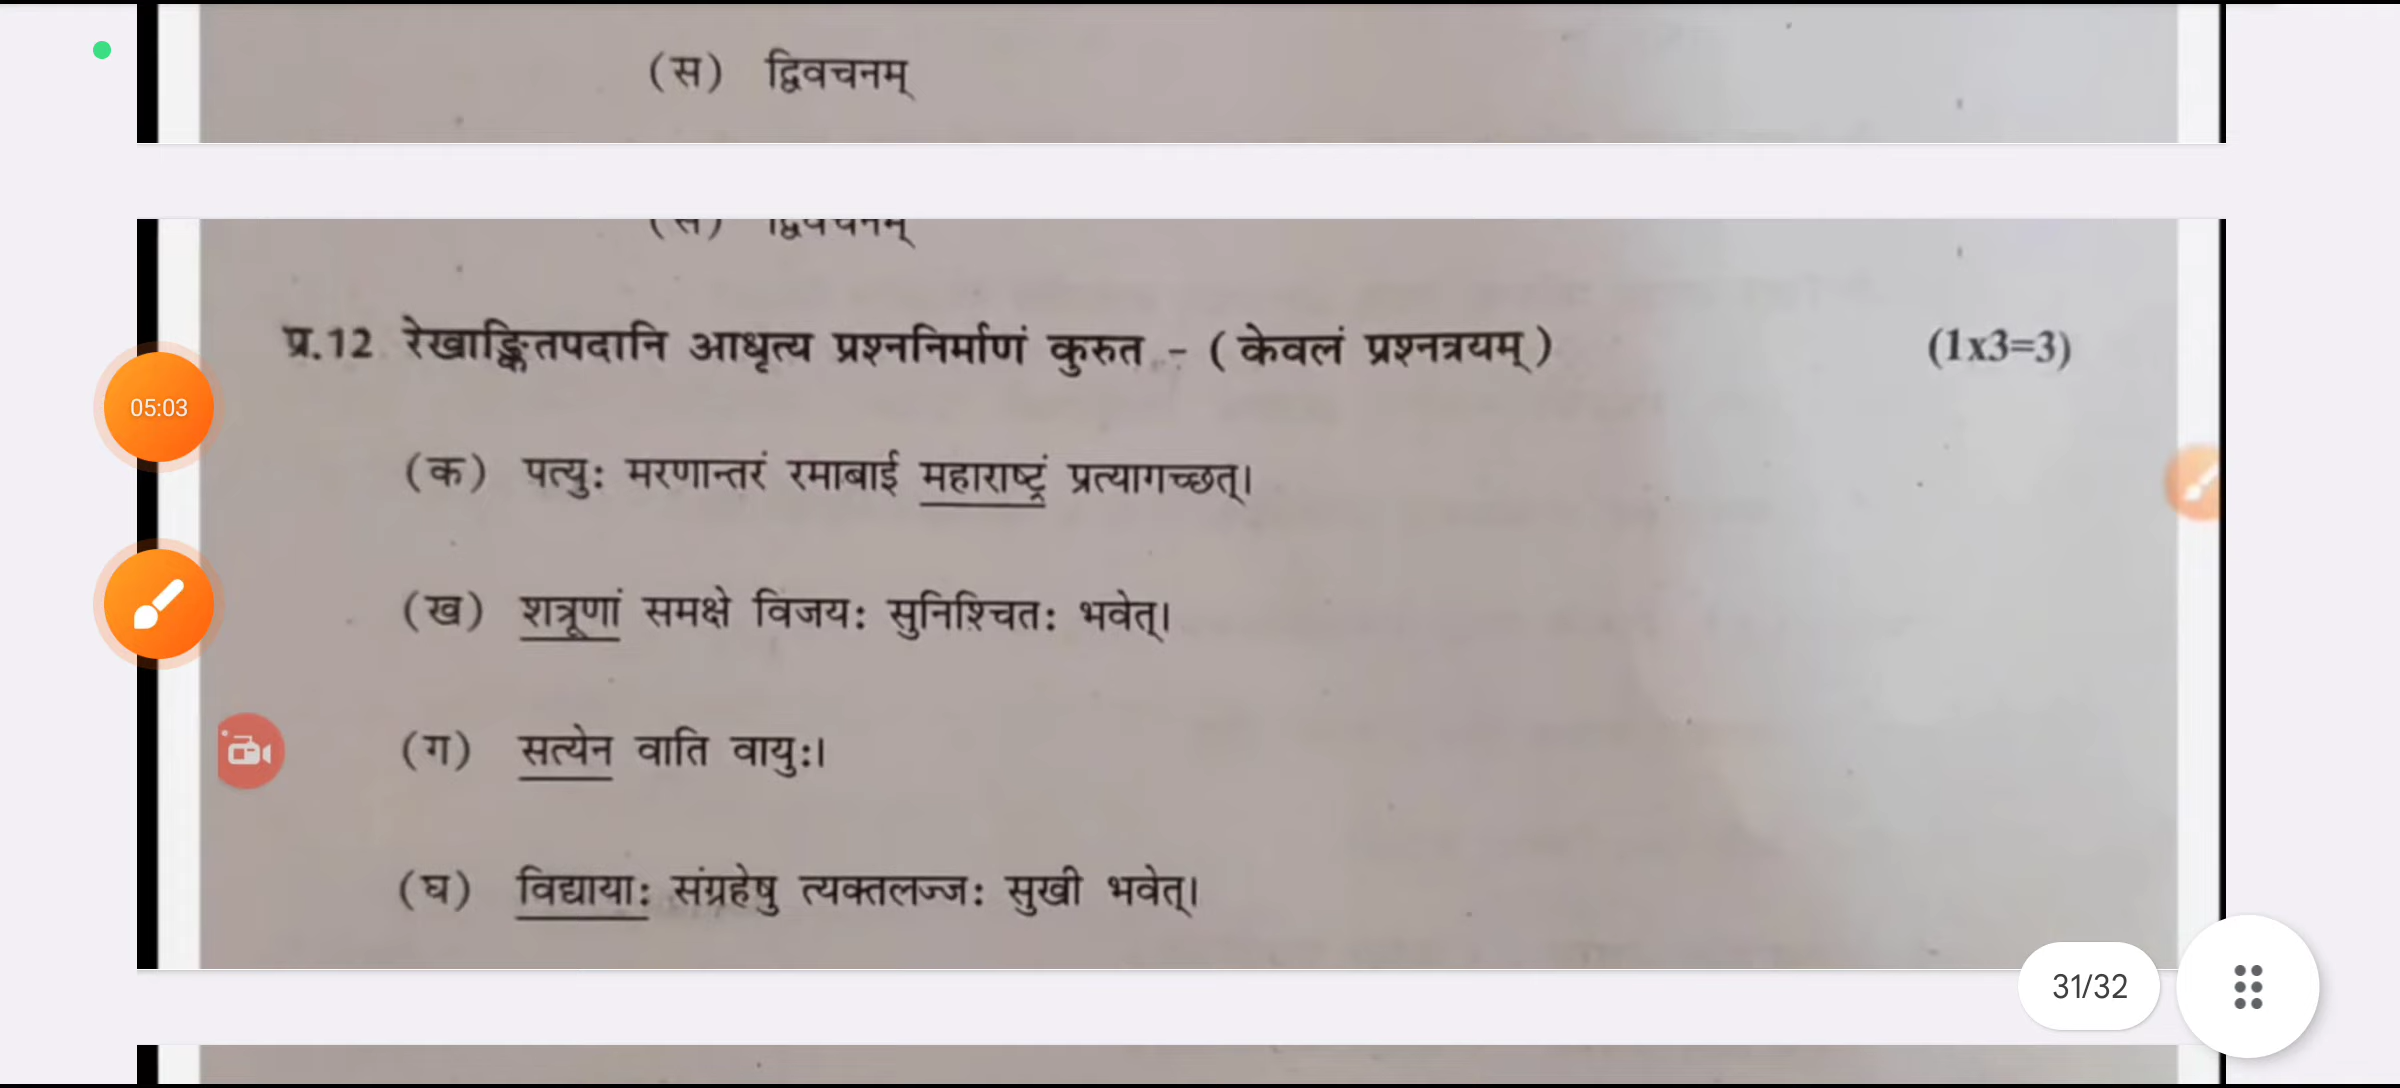 (स) द्विवचनम्
(स) द्विवचनम्
प्र.12 रेखाङ्कितपदानि आधृत्य प्रश्ननिर्माणं कुरुत - (केवलं प्रश्नत्रयम्) (1x3=3)
05:03
(क) पत्युः मरणान्तरं रमाबाई महाराष्ट्रं प्रत्यागच्छत्।
(ख) शत्रूणां समक्षे विजयः सुनिश्चितः भवेत्।
(ग) सत्येन वाति वायुः।
(घ) विद्यायाः संग्रहेषु त्यक्तलज्जः सुखी भवेत्।
31/32